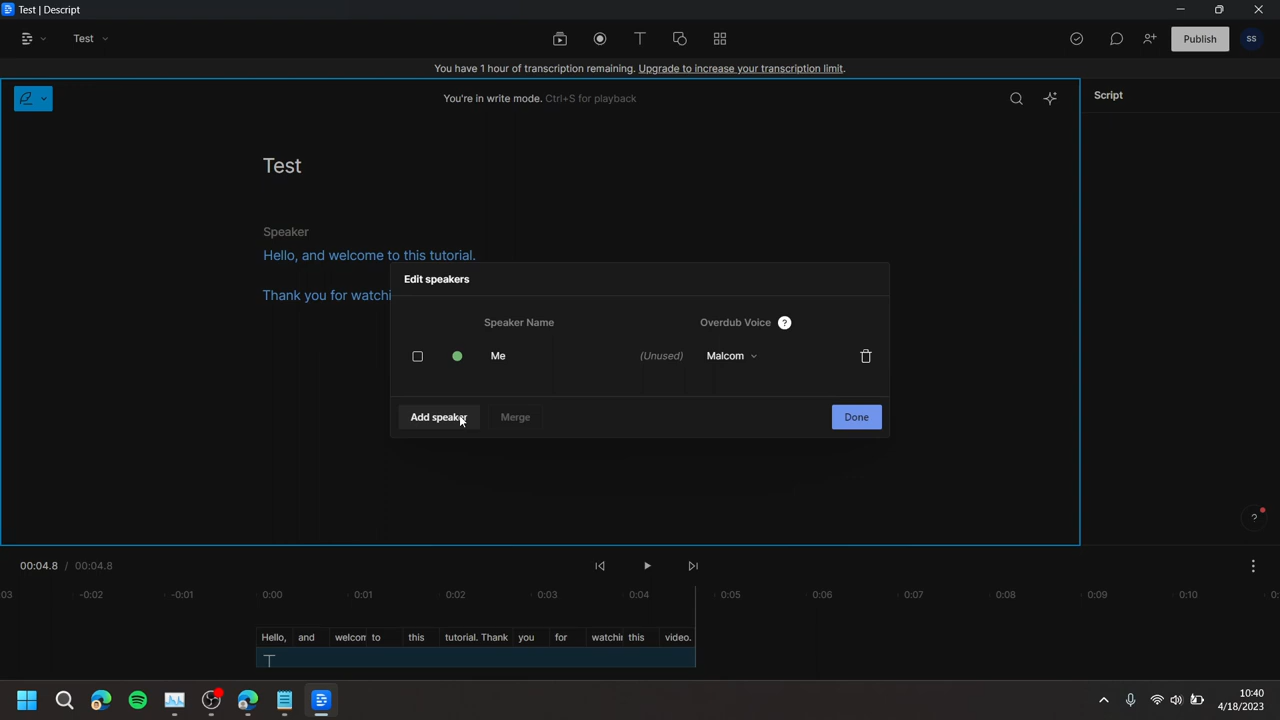 Test | Descript
Test
Publish
SS
You have 1 hour of transcription remaining. Upgrade to increase your transcription limit.
You're in write mode. Ctrl+S for playback
Script
Test
Speaker
Hello, and welcome to this tutorial.
Thank you for watchi
Edit speakers
Speaker Name
Overdub Voice ?
Me
(Unused)
Malcom
Add speaker
Merge
Done
?
00:04.8 / 00:04.8
03 -0:02 -0:01 0:00 0:01 0:02 0:03 0:04 0:05 0:06 0:07 0:08 0:09 0:10 0:
Hello, and welcon to this tutorial. Thank you for watchi this video.
T
10:40
4/18/2023